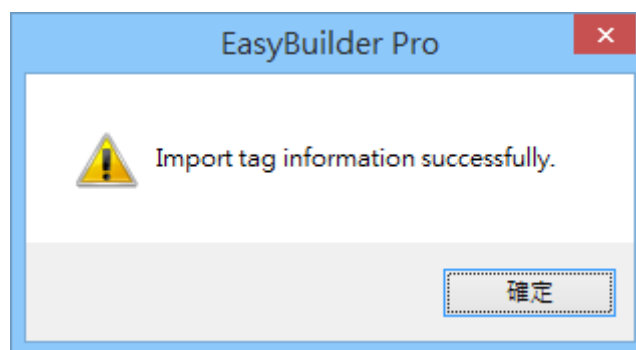 EasyBuilder Pro
Import tag information successfully.
確定